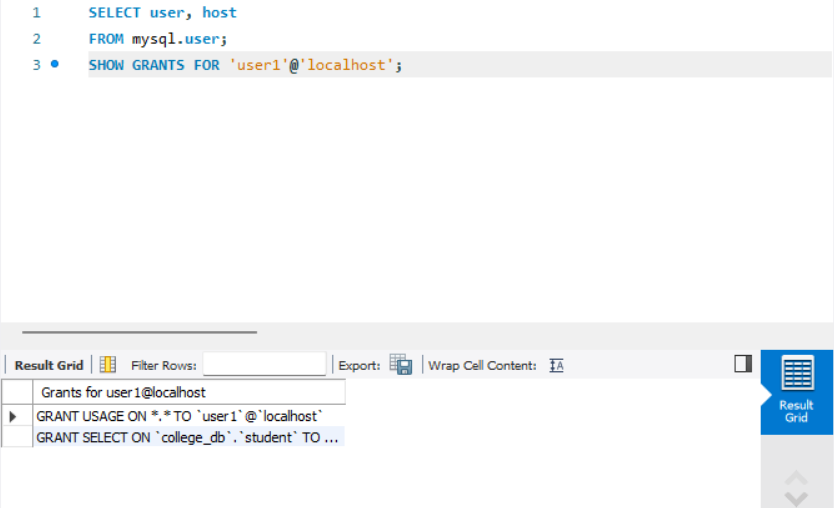 1 SELECT user, host
2 FROM mysql.user;
3 SHOW GRANTS FOR 'user1'@'localhost';
Result Grid Filter Rows: Export: Wrap Cell Content: IA
Result
Grid
Grants for user1@localhost
GRANT USAGE ON *.* TO `user1`@`localhost`
GRANT SELECT ON `college_db`.`student` TO ...